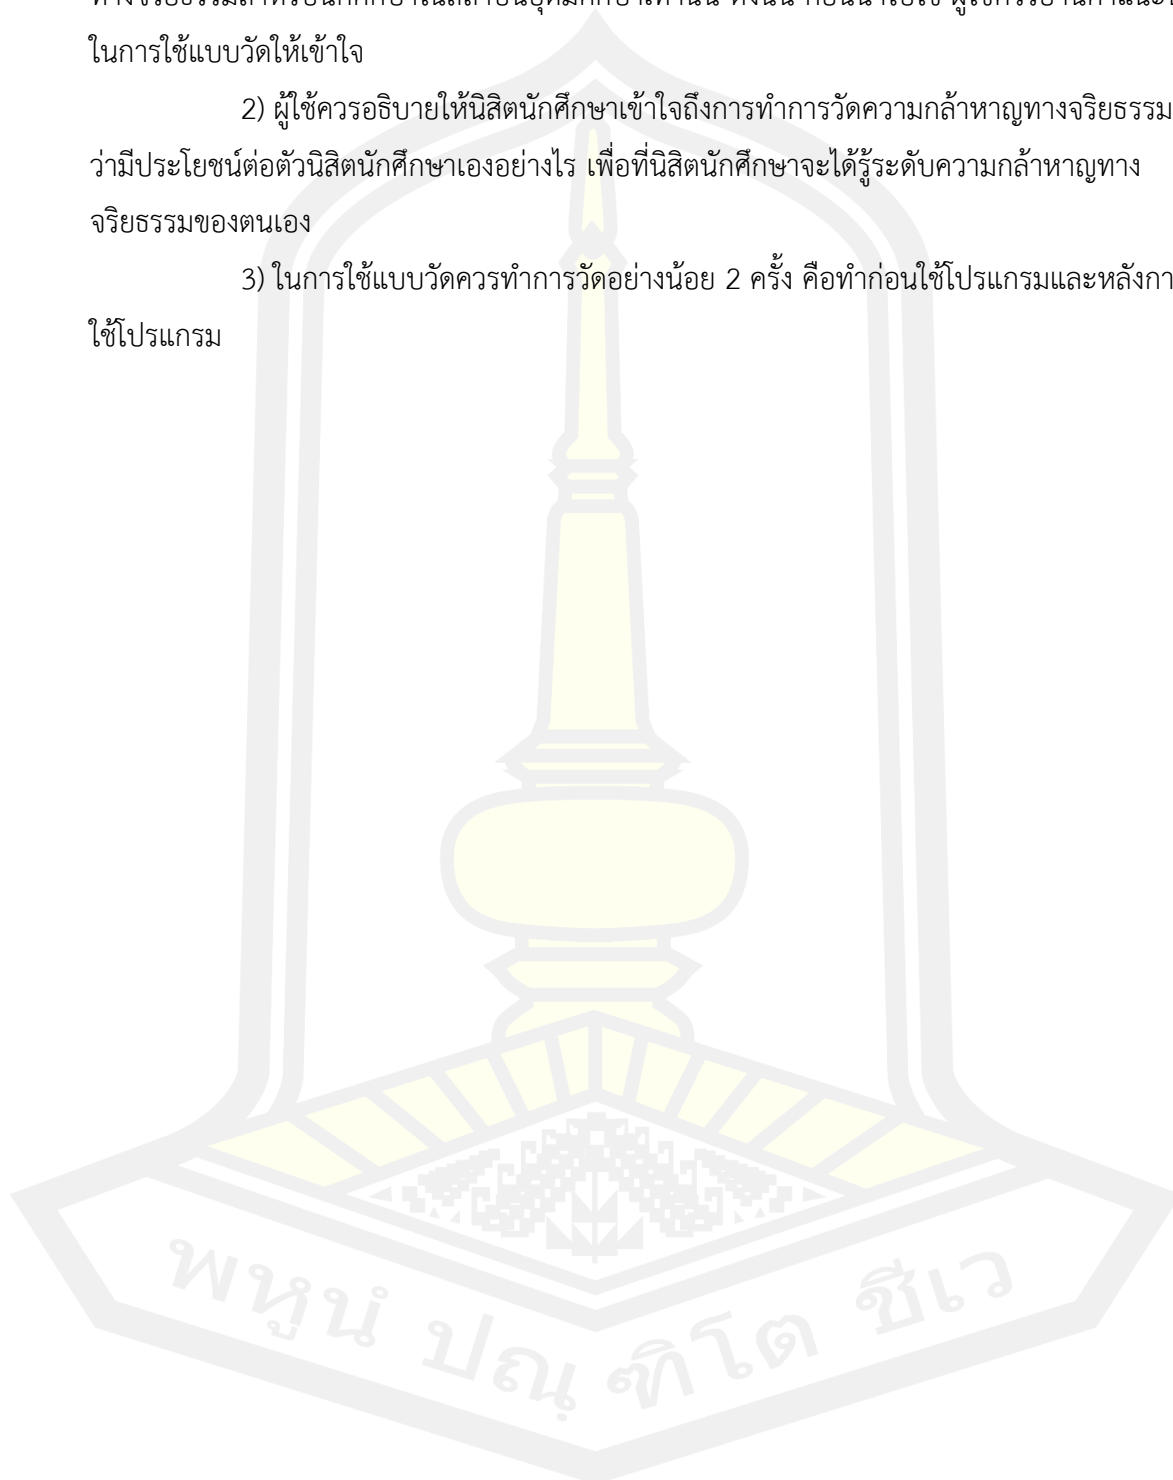 ในการใช้แบบวัดให้เข้าใจ
2) ผู้ใช้ควรอธิบายให้นิสิตนักศึกษาเข้าใจถึงการทำการวัดความกล้าหาญทางจริยธรรม
ว่ามีประโยชน์ต่อตัวนิสิตนักศึกษาเองอย่างไร เพื่อที่นิสิตนักศึกษาจะได้รู้ระดับความกล้าหาญทาง
จริยธรรมของตนเอง
3) ในการใช้แบบวัดควรทำการวัดอย่างน้อย 2 ครั้ง คือทำก่อนใช้โปรแกรมและหลังกา
ใช้โปรแกรม
พหูนํ ปณฺฑิโต ชีเว